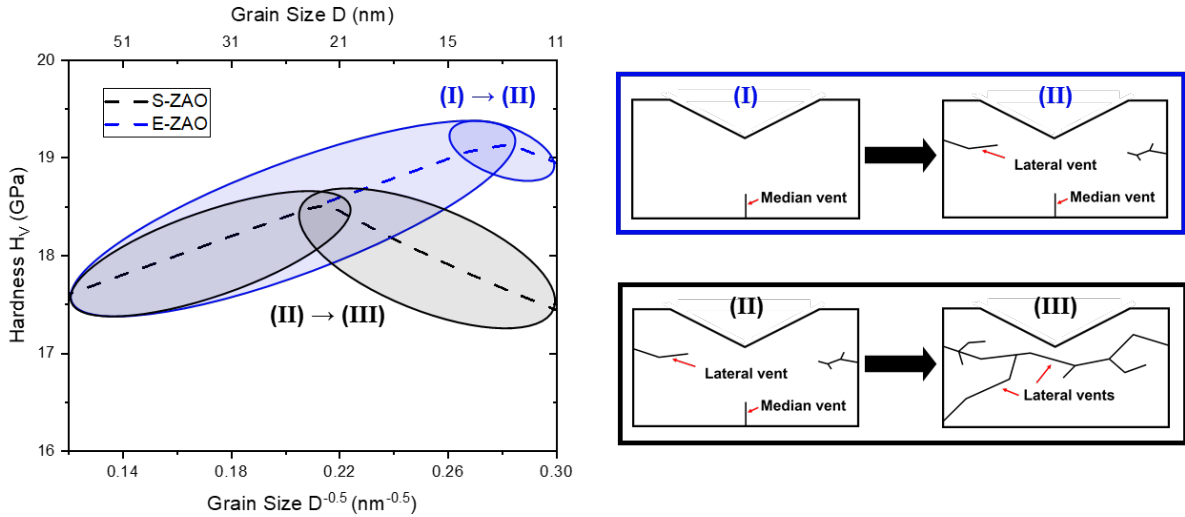 Grain Size D (nm)
51 31 21 15 11
20
19
18
17
16
Hardness H_V (GPa)
S-ZAO
E-ZAO
(I) → (II)
(II) → (III)
0.14 0.18 0.22 0.26 0.30
Grain Size D^-0.5 (nm^-0.5)
(I)
Median vent
(II)
Lateral vent
Median vent
(II)
Lateral vent
Median vent
(III)
Lateral vents